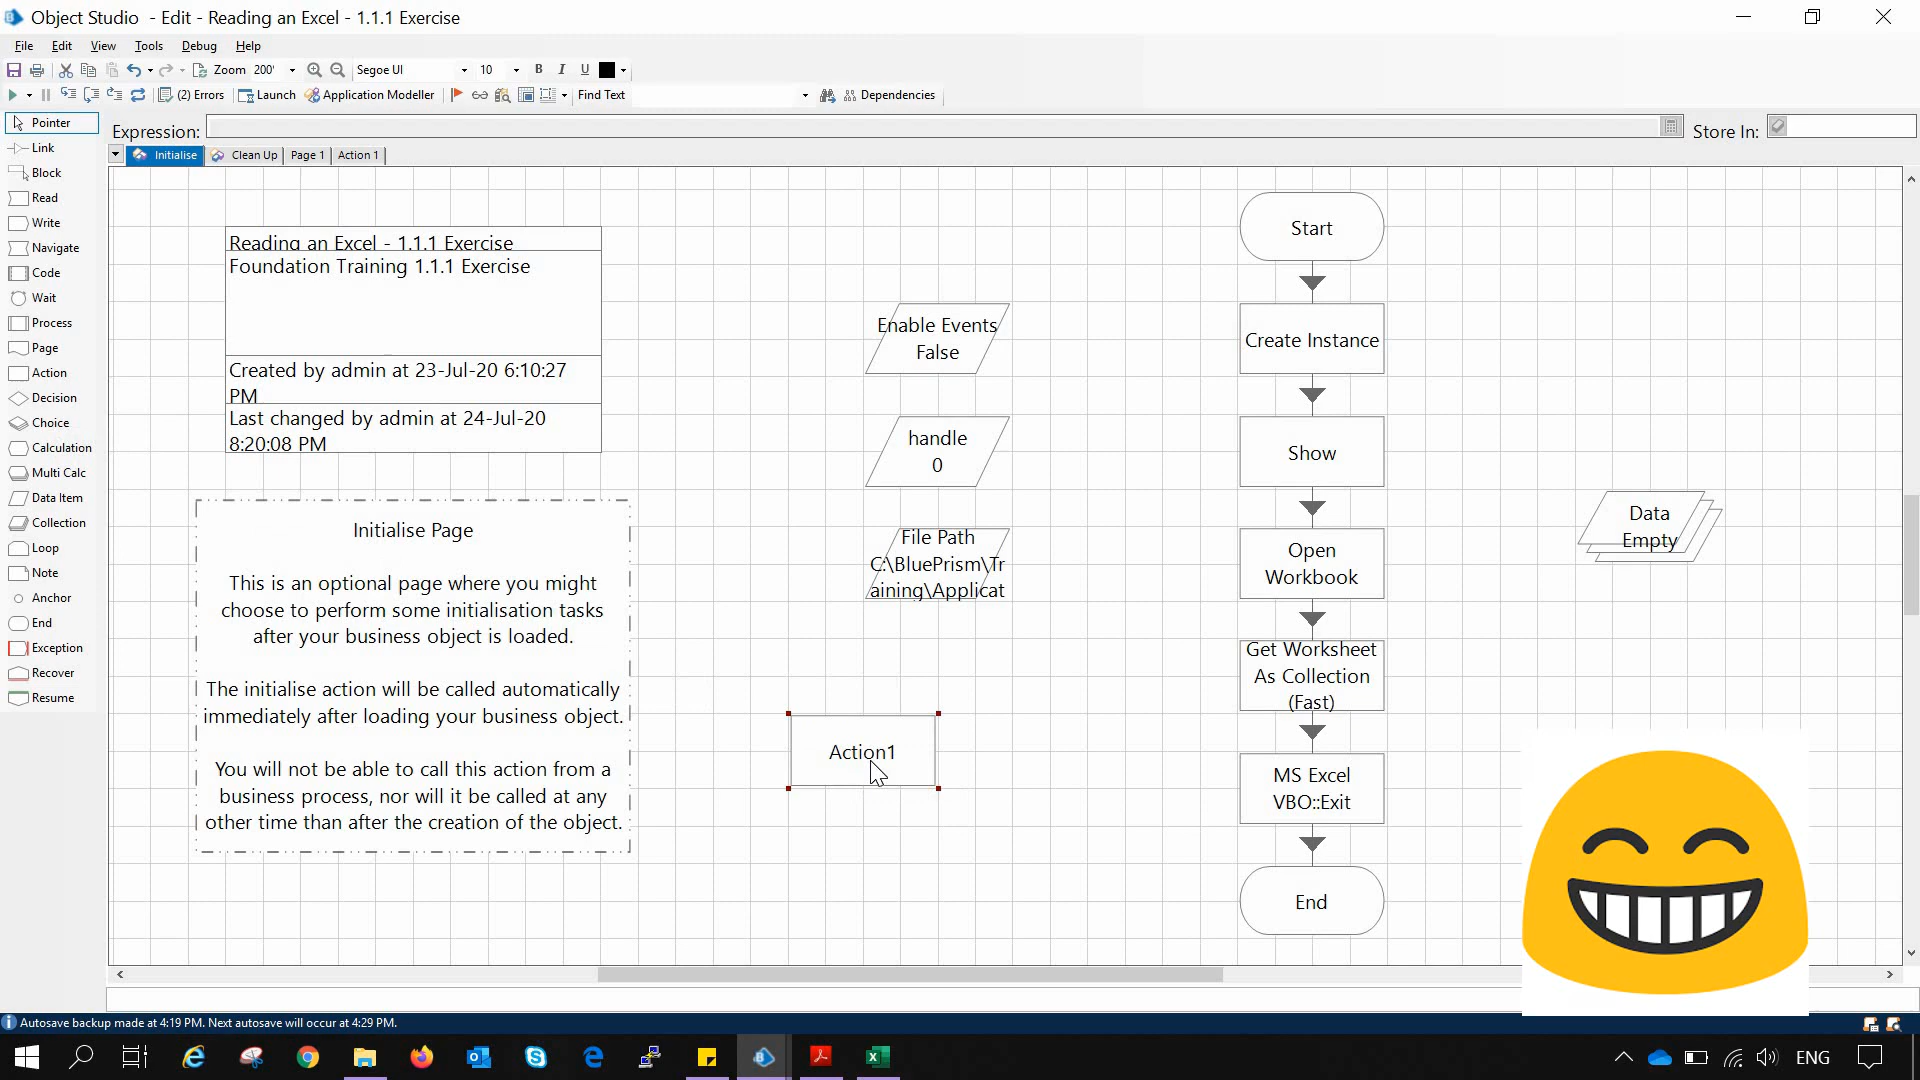 Object Studio - Edit - Reading an Excel - 1.1.1 Exercise
File Edit View Tools Debug Help
Zoom 200' Segoe UI 10 B I U
(2) Errors Launch Application Modeller Find Text Dependencies
Expression: Store In:
Initialise Clean Up Page 1 Action 1
Pointer
Link
Block
Read
Write
Navigate
Code
Wait
Process
Page
Action
Decision
Choice
Calculation
Multi Calc
Data Item
Collection
Loop
Note
Anchor
End
Exception
Recover
Resume
Reading an Excel - 1.1.1 Exercise
Foundation Training 1.1.1 Exercise
Created by admin at 23-Jul-20 6:10:27
PM
Last changed by admin at 24-Jul-20
8:20:08 PM
Initialise Page
This is an optional page where you might
choose to perform some initialisation tasks
after your business object is loaded.
The initialise action will be called automatically
immediately after loading your business object.
You will not be able to call this action from a
business process, nor will it be called at any
other time than after the creation of the object.
Enable Events
False
handle
0
File Path
C:\BluePrism\Tr
aining\Applicat
Action1
Start
Create Instance
Show
Open
Workbook
Get Worksheet
As Collection
(Fast)
MS Excel
VBO::Exit
End
Data
Empty
Autosave backup made at 4:19 PM. Next autosave will occur at 4:29 PM.
ENG